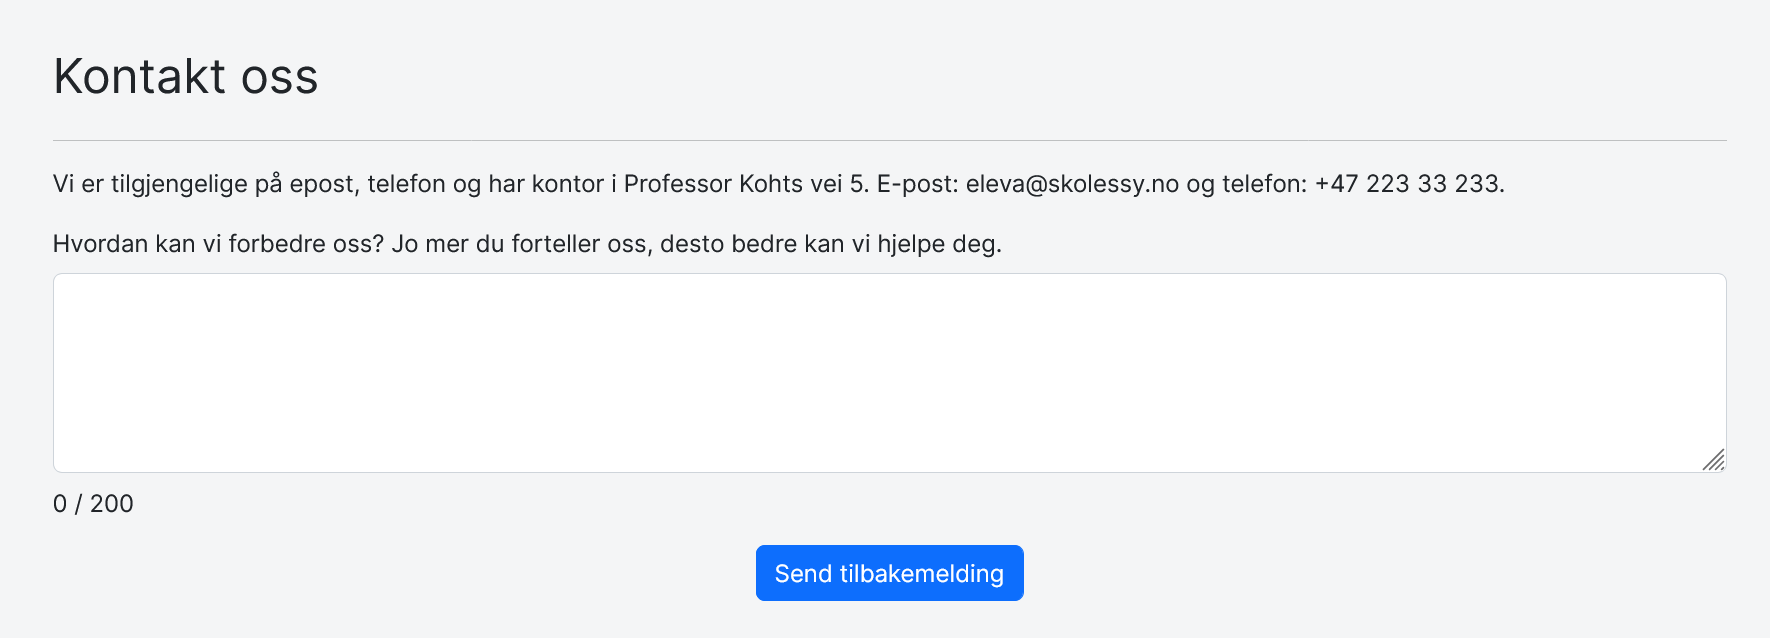 Kontakt oss
Vi er tilgjengelige på epost, telefon og har kontor i Professor Kohts vei 5. E-post: eleva@skolessy.no og telefon: +47 223 33 233.
Hvordan kan vi forbedre oss? Jo mer du forteller oss, desto bedre kan vi hjelpe deg.
0 / 200
Send tilbakemelding